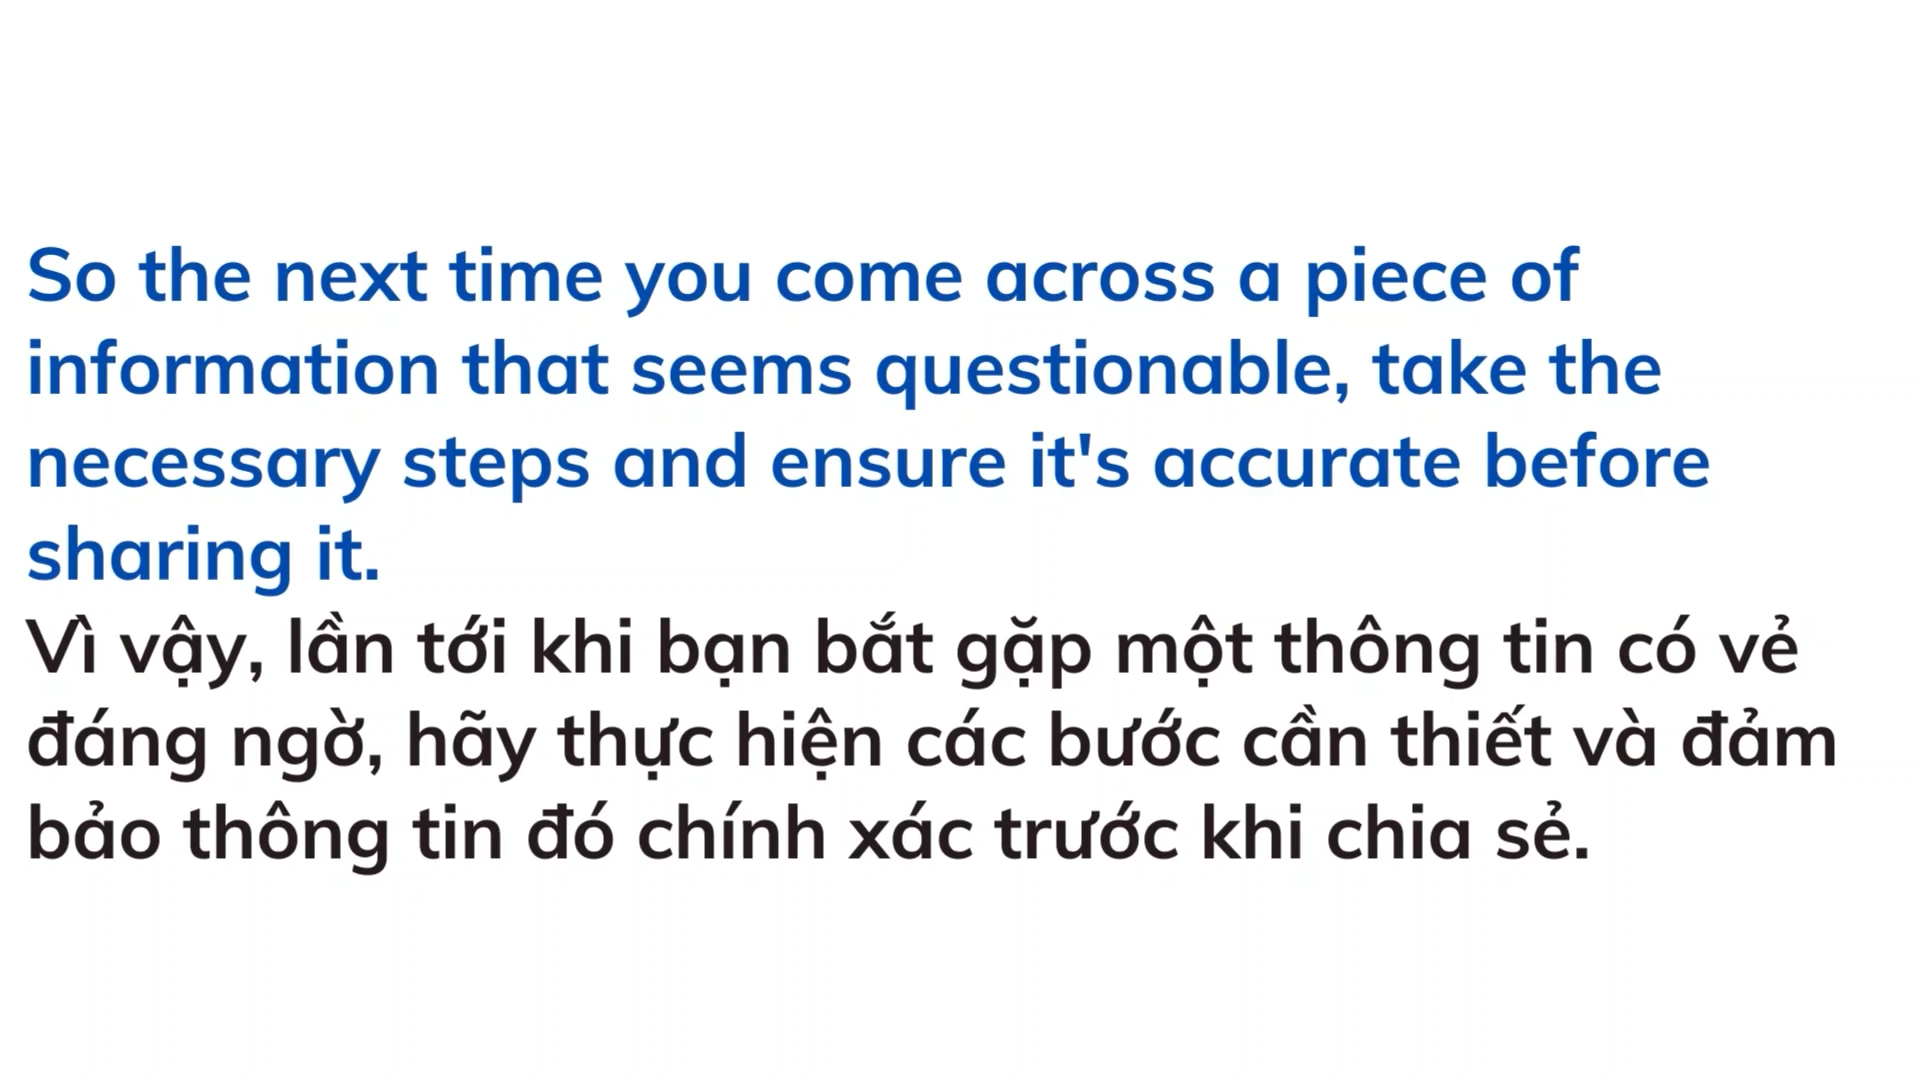 So the next time you come across a piece of
information that seems questionable, take the
necessary steps and ensure it's accurate before
sharing it.
Vì vậy, lần tới khi bạn bắt gặp một thông tin có vẻ
đáng ngờ, hãy thực hiện các bước cần thiết và đảm
bảo thông tin đó chính xác trước khi chia sẻ.